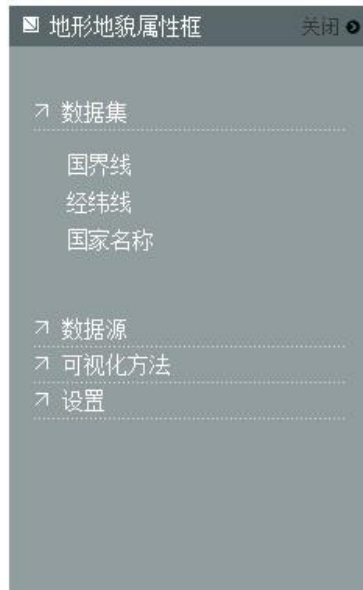 地形地貌属性框 关闭
数据集
国界线
经纬线
国家名称
数据源
可视化方法
设置